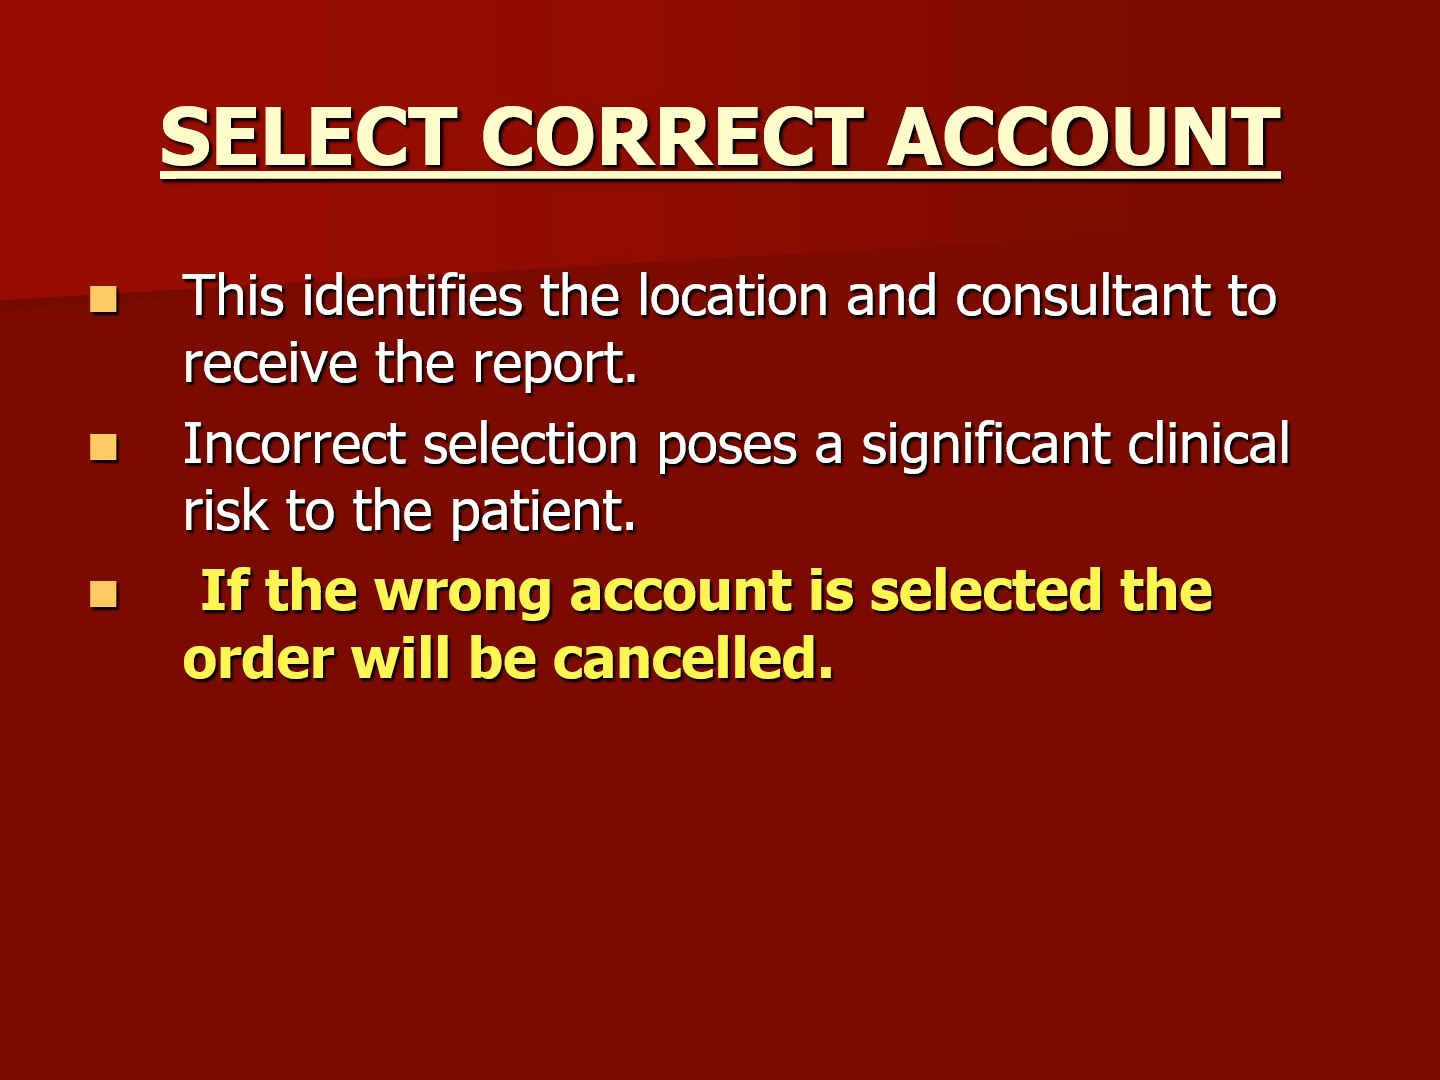 SELECT CORRECT ACCOUNT
This identifies the location and consultant to
receive the report.
Incorrect selection poses a significant clinical
risk to the patient.
If the wrong account is selected the
order will be cancelled.